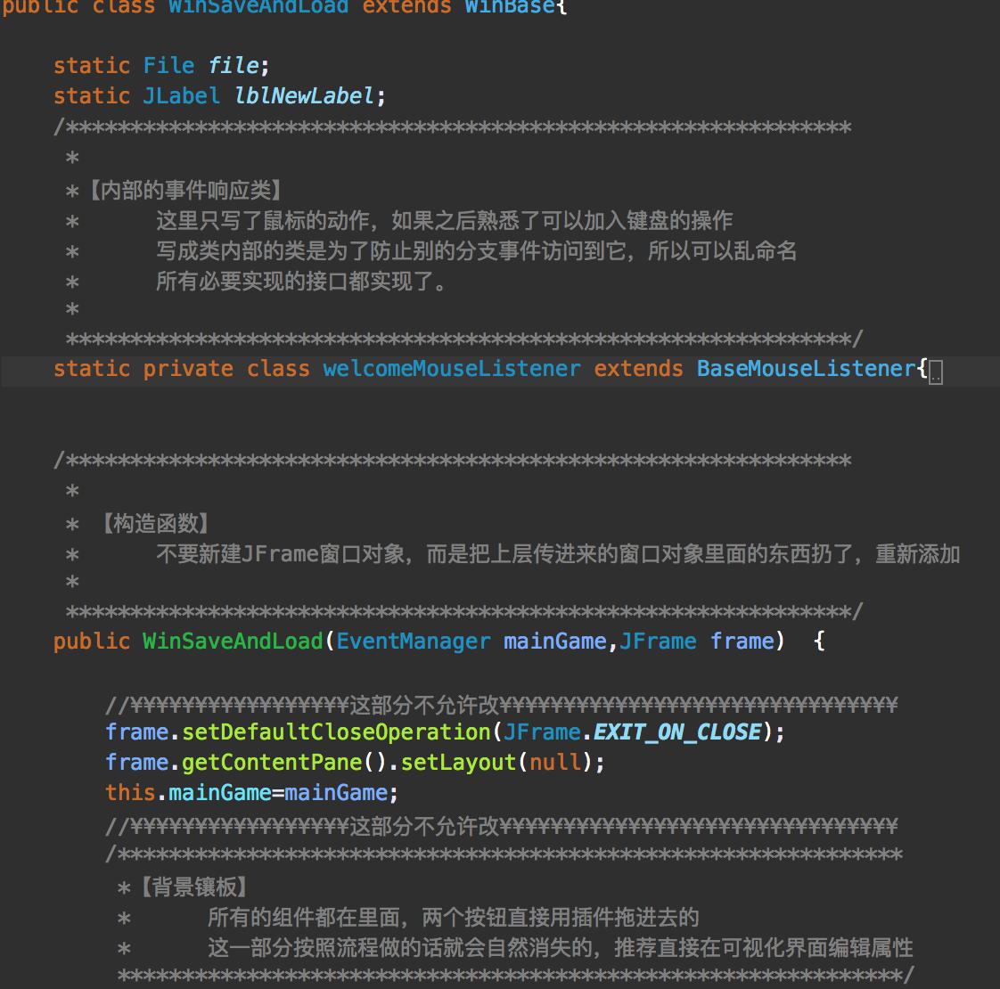 public class WinSaveAndLoad extends WinBase{
static File file;
static JLabel lblNewLabel;
/*************************************************************
*
*【内部的事件响应类】
* 这里只写了鼠标的动作，如果之后熟悉了可以加入键盘的操作
* 写成类内部的类是为了防止别的分支事件访问到它，所以可以乱命名
* 所有必要实现的接口都实现了。
*
*************************************************************/
static private class welcomeMouseListener extends BaseMouseListener{..
/*************************************************************
*
* 【构造函数】
* 不要新建JFrame窗口对象，而是把上层传进来的窗口对象里面的东西扔了，重新添加
*
*************************************************************/
public WinSaveAndLoad(EventManager mainGame,JFrame frame) {
//¥¥¥¥¥¥¥¥¥¥¥¥¥¥¥¥¥这部分不允许改¥¥¥¥¥¥¥¥¥¥¥¥¥¥¥¥¥¥¥¥¥¥¥¥¥¥¥¥¥¥¥
frame.setDefaultCloseOperation(JFrame.EXIT_ON_CLOSE);
frame.getContentPane().setLayout(null);
this.mainGame=mainGame;
//¥¥¥¥¥¥¥¥¥¥¥¥¥¥¥¥¥这部分不允许改¥¥¥¥¥¥¥¥¥¥¥¥¥¥¥¥¥¥¥¥¥¥¥¥¥¥¥¥¥¥¥
/*************************************************************
*【背景镶板】
* 所有的组件都在里面，两个按钮直接用插件拖进去的
* 这一部分按照流程做的话就会自然消失的，推荐直接在可视化界面编辑属性
*************************************************************/